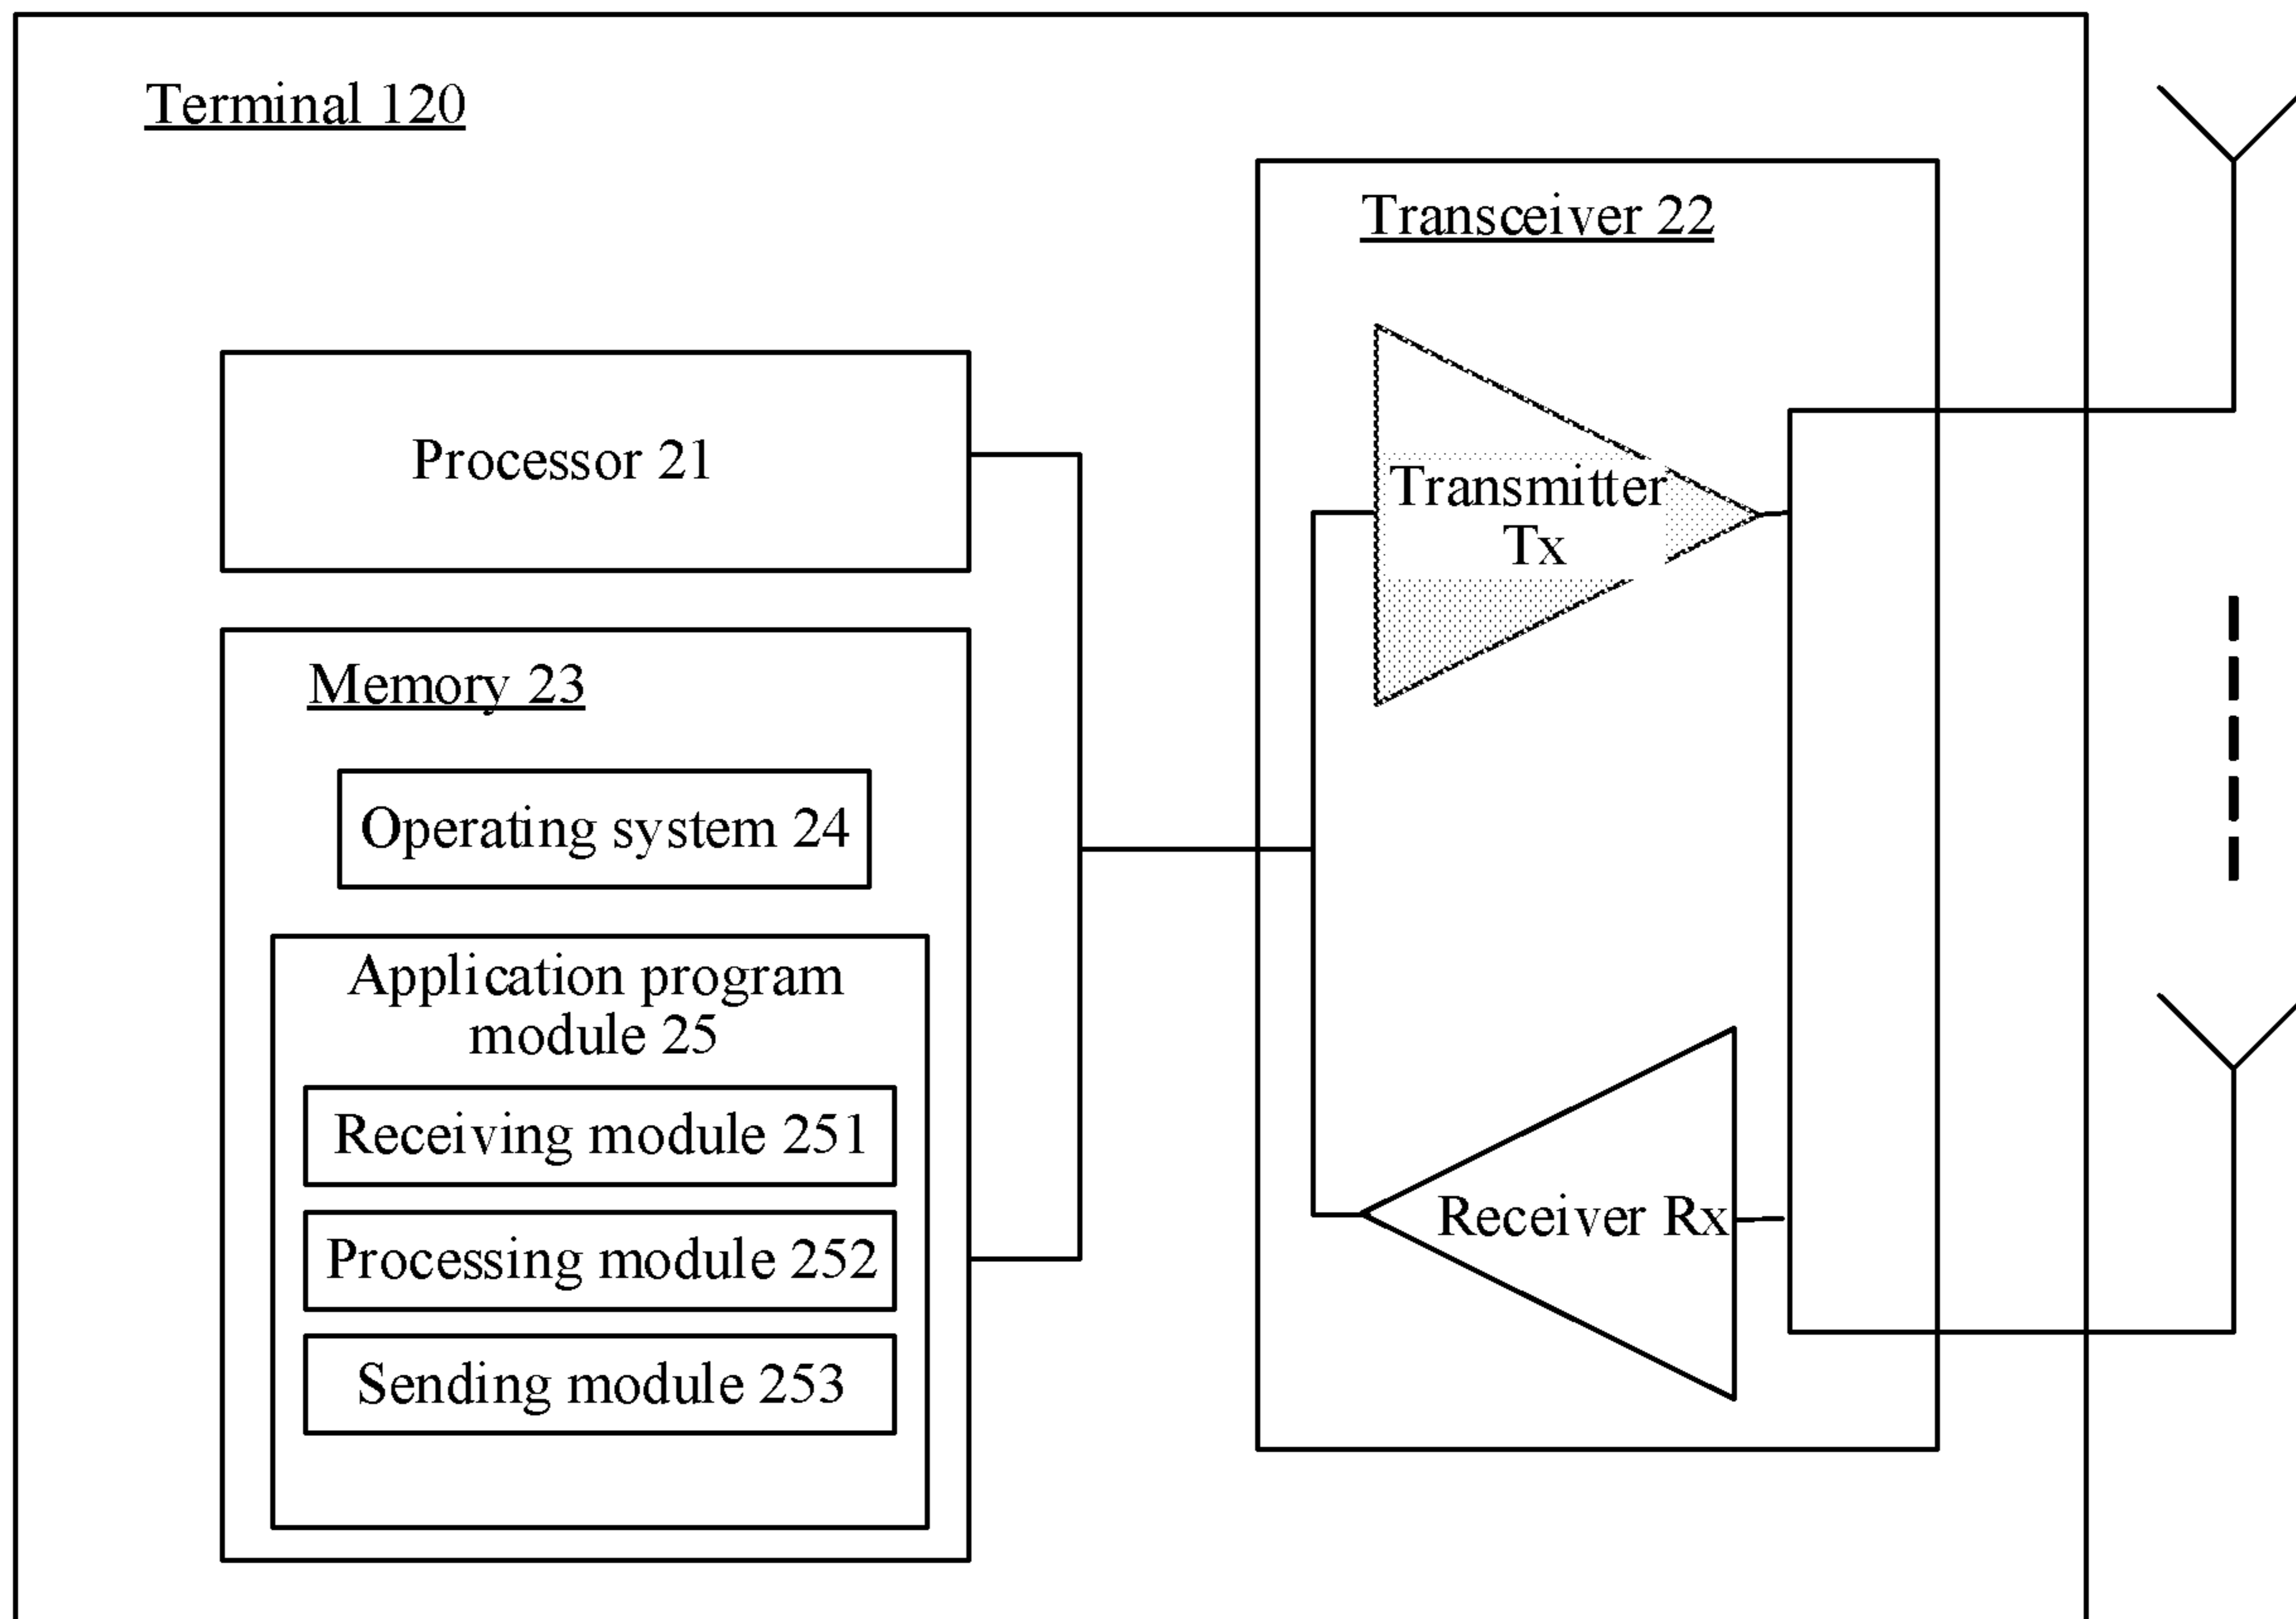 Terminal 120
Transceiver 22
Processor 21
Transmitter
Tx
Memory 23
Operating system 24
Application program
module 25
Receiving module 251
Processing module 252
Sending module 253
Receiver Rx